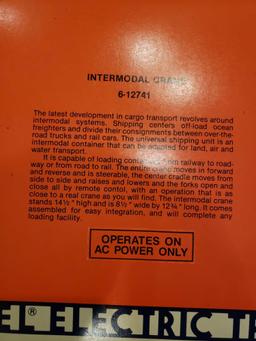 INTERMODAL CRANE
6-12741
The latest development in cargo transport revolves around
intermodal systems. Shipping centers off-load ocean
freighters and divide their consignments between over-the-
road trucks and rail cars. The universal shipping unit is an
intermodal container that can be adapted for land, air and
water transport.
It is capable of loading containers from railway to road-
way or from road to rail. The entire crane moves in forward
and reverse and is steerable, the center cradle moves from
side to side and raises and lowers and the forks open and
close all by remote contol, with an operation that is as
close to a real crane as you will find. The intermodal crane
stands 14½" high and is 8½" wide by 12¾" long. It comes
assembled for easy integration, and will complete any
loading facility.
OPERATES ON
AC POWER ONLY
EL ELECTRIC TR
®